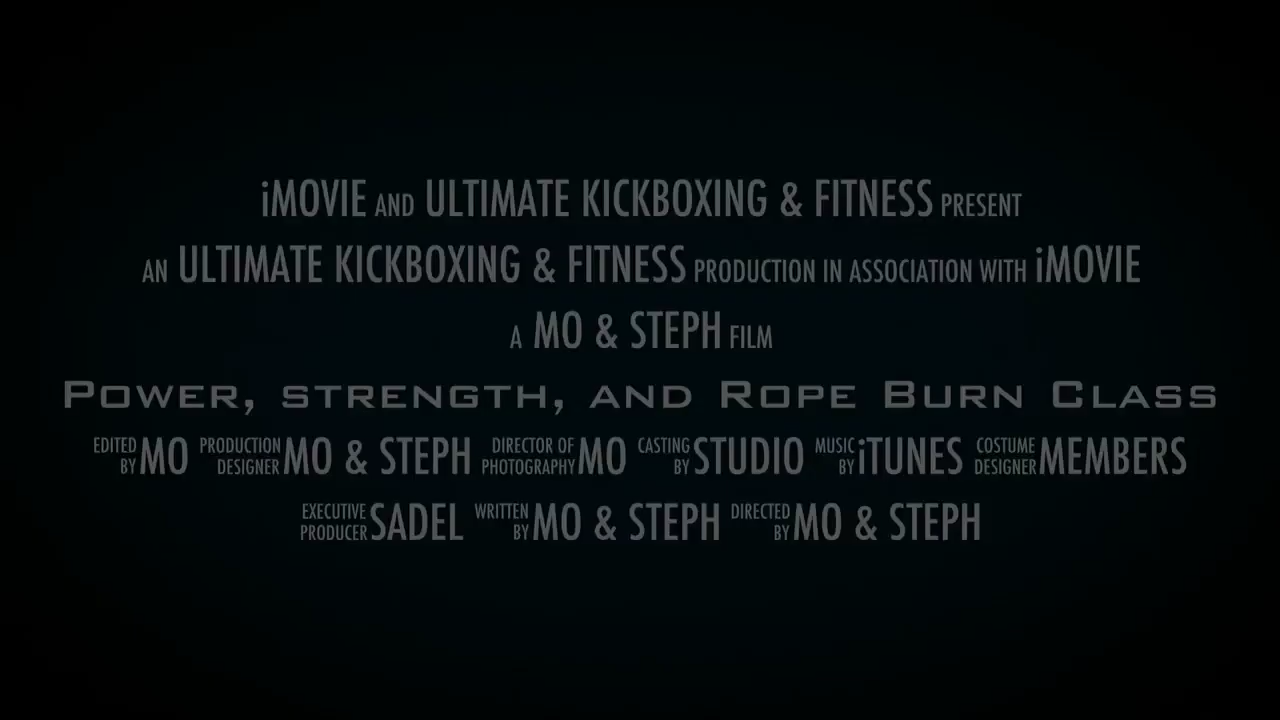 iMOVIE AND ULTIMATE KICKBOXING & FITNESS PRESENT
AN ULTIMATE KICKBOXING & FITNESS PRODUCTION IN ASSOCIATION WITH iMOVIE
A MO & STEPH FILM
POWER, STRENGTH, AND ROPE BURN CLASS
EDITED BY MO PRODUCTION DESIGNER MO & STEPH DIRECTOR OF PHOTOGRAPHY MO CASTING BY STUDIO MUSIC BY iTUNES COSTUME DESIGNER MEMBERS
EXECUTIVE PRODUCER SADEL WRITTEN BY MO & STEPH DIRECTED BY MO & STEPH